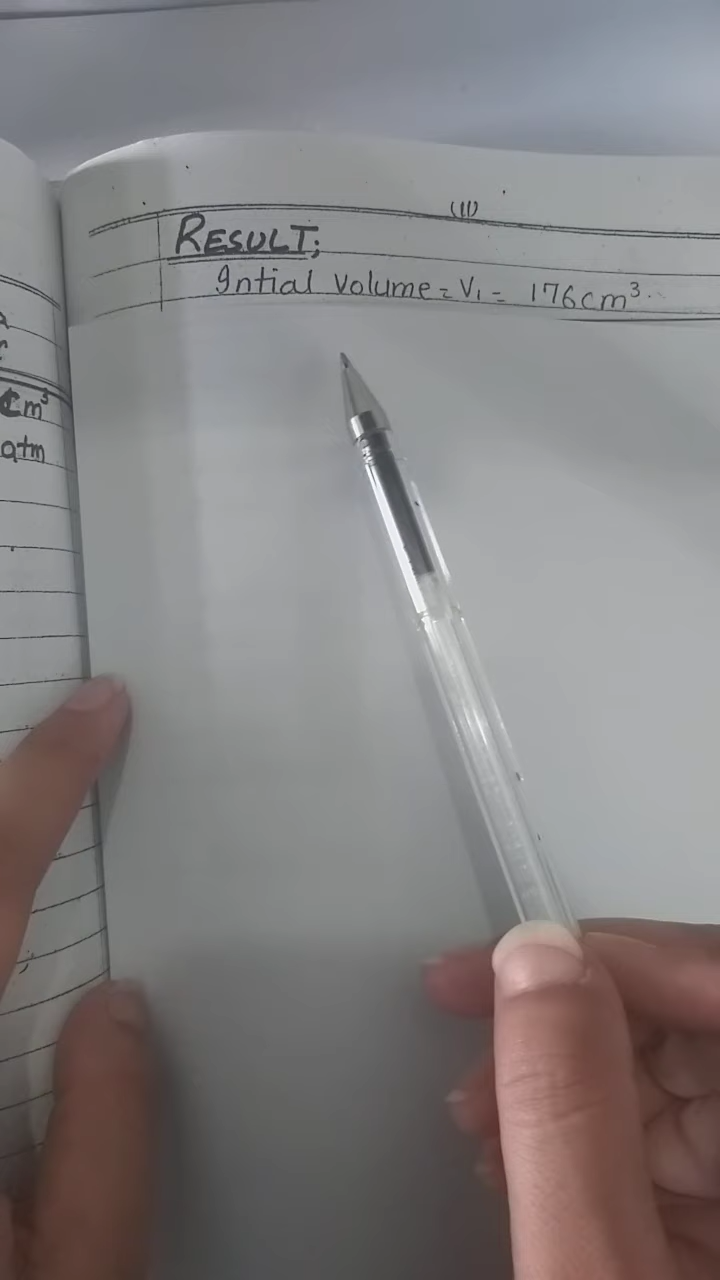 (11)
RESULT;
Intial volume = V₁ = 176cm³.
cm³
atm